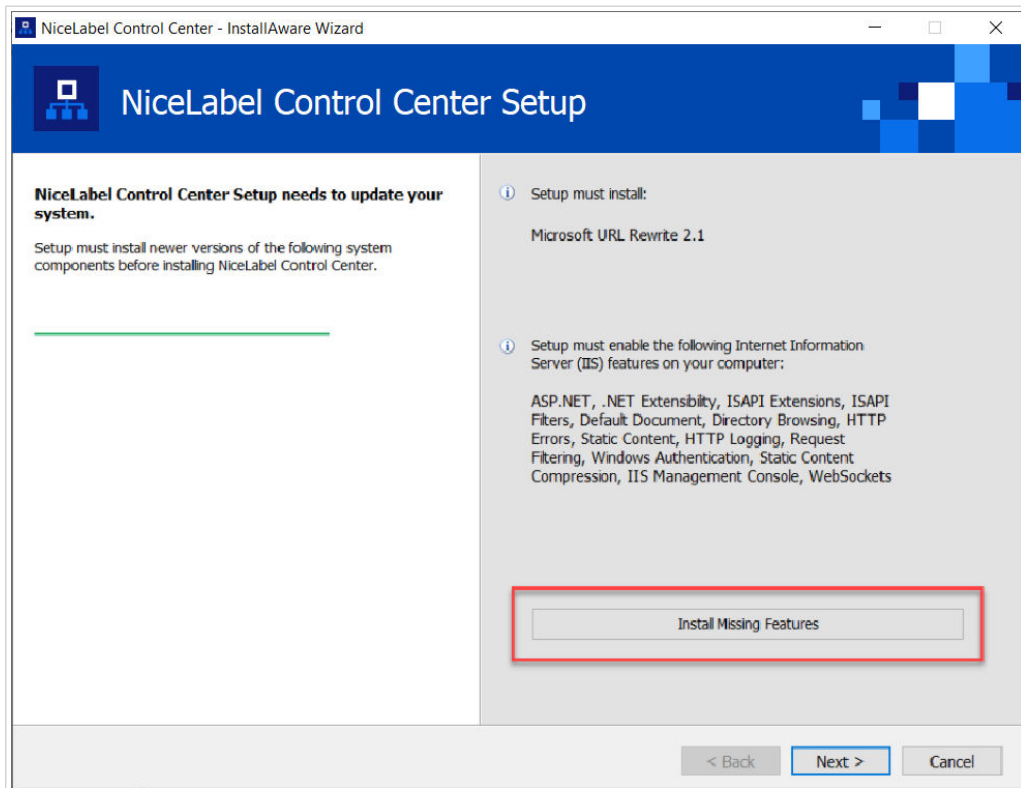 NiceLabel Control Center - InstallAware Wizard
NiceLabel Control Center Setup
NiceLabel Control Center Setup needs to update your
system.
Setup must install newer versions of the following system
components before installing NiceLabel Control Center.
Setup must install:
Microsoft URL Rewrite 2.1
Setup must enable the following Internet Information
Server (IIS) features on your computer:
ASP.NET, .NET Extensibilty, ISAPI Extensions, ISAPI
Filters, Default Document, Directory Browsing, HTTP
Errors, Static Content, HTTP Logging, Request
Filtering, Windows Authentication, Static Content
Compression, IIS Management Console, WebSockets
Install Missing Features
< Back
Next >
Cancel